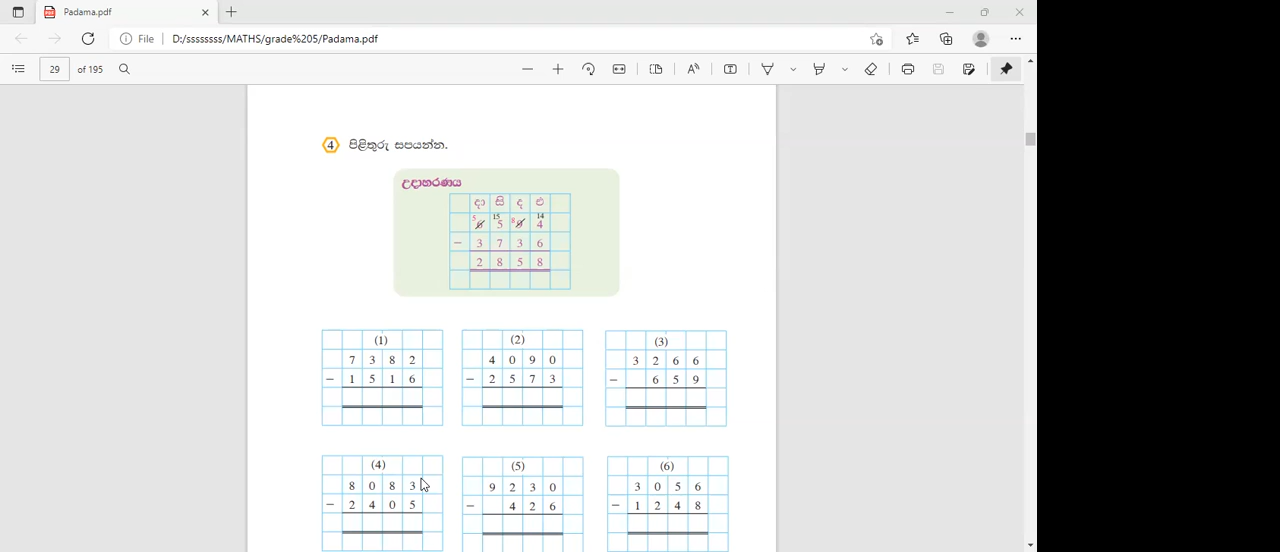 Padama.pdf
File D:/ssssssss/MATHS/grade%205/Padama.pdf
29 of 195
4 පිළිතුරු සපයන්න.
උදාහරණය
දා සි ද එ
5 15 8 14
6 5 9 4
− 3 7 3 6
2 8 5 8
(1) (2) (3)
7 3 8 2 4 0 9 0 3 2 6 6
− 1 5 1 6 − 2 5 7 3 − 6 5 9
(4) (5) (6)
8 0 8 3 9 2 3 0 3 0 5 6
− 2 4 0 5 − 4 2 6 − 1 2 4 8